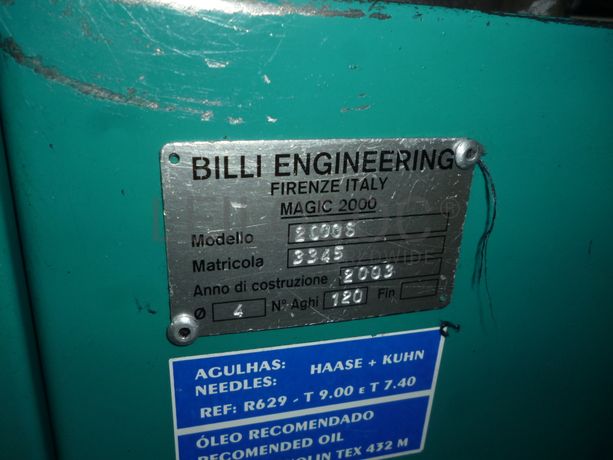 BILLI ENGINEERING
FIRENZE ITALY
MAGIC 2000
Modello 2000S
Matricola 3345
Anno di costruzione 2003
Ø 4 N° Aghi 120 Fin
AGULHAS: HAASE + KUHN
NEEDLES:
REF: R629 - T 9.00 E T 7.40
ÓLEO RECOMENDADO
RECOMENDED OIL
TEX 432 M